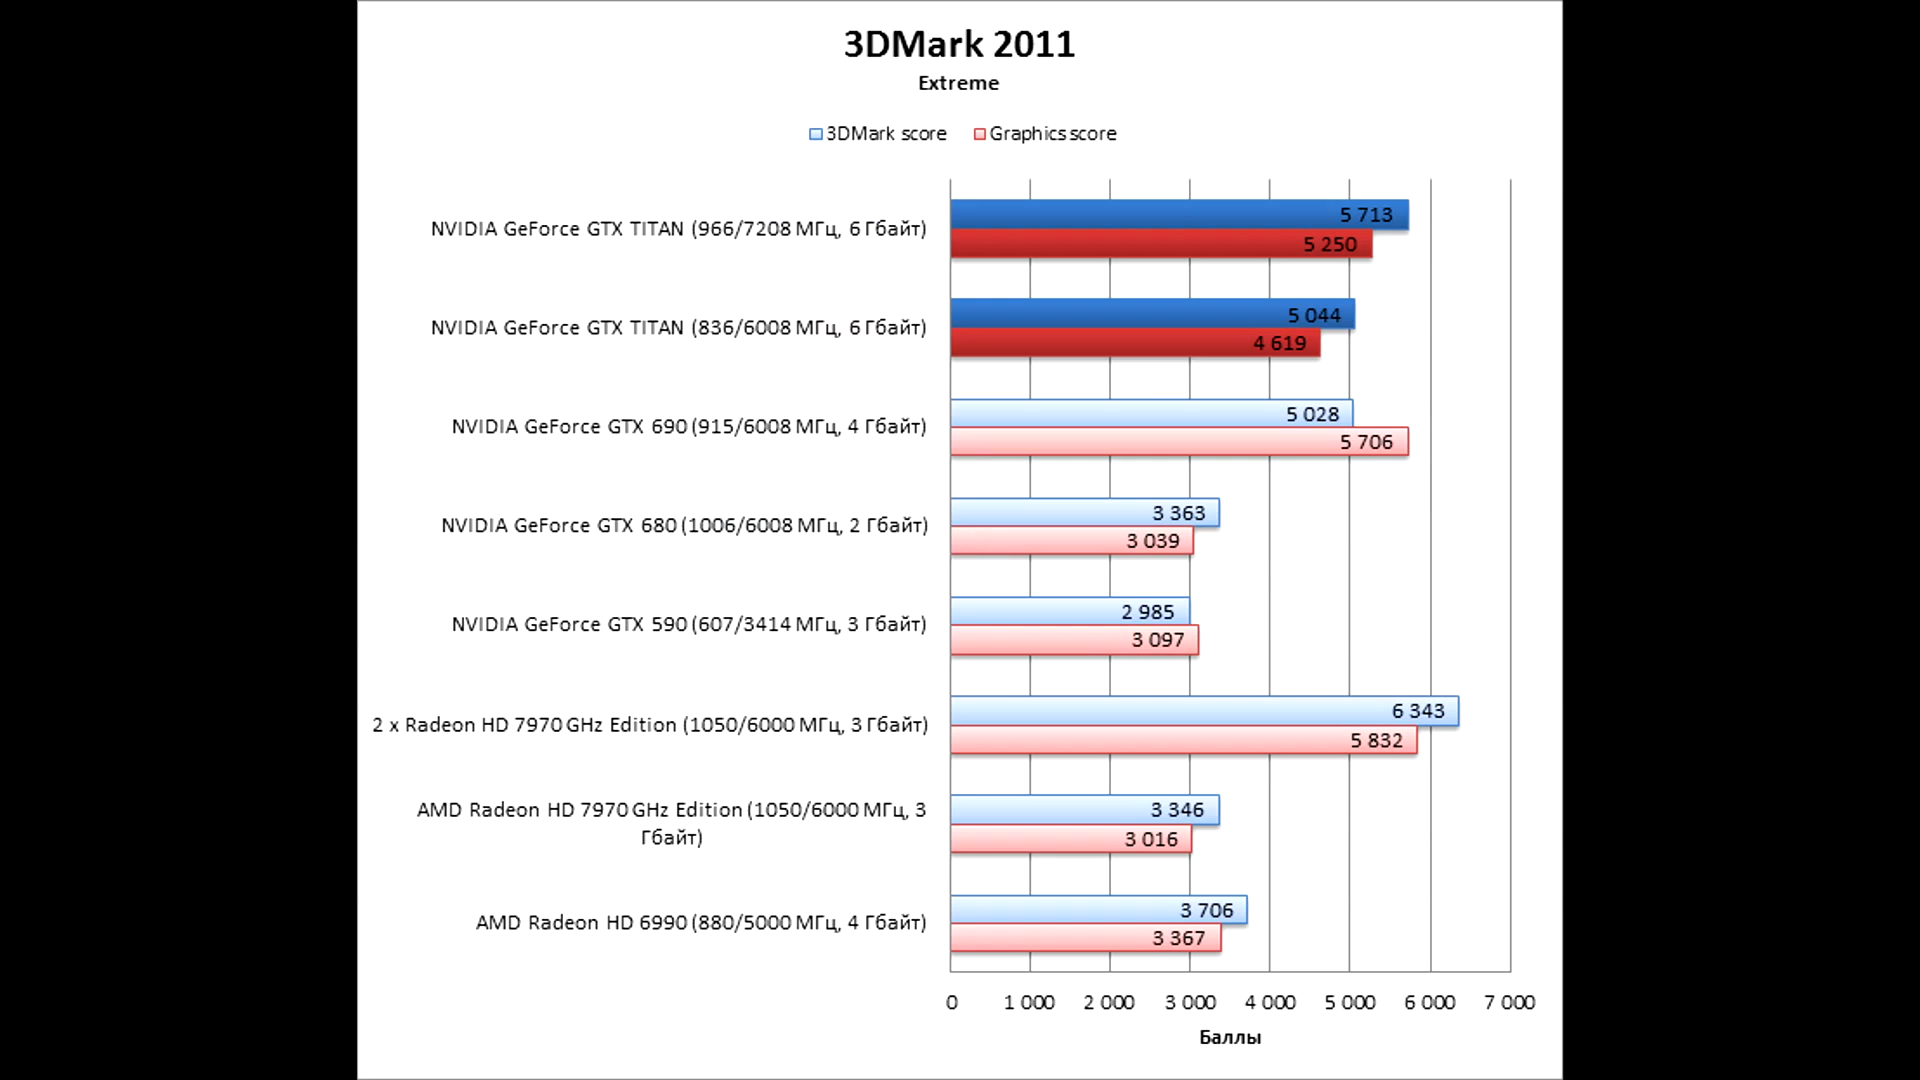 3DMark 2011
Extreme
3DMark score
Graphics score
NVIDIA GeForce GTX TITAN (966/7208 МГц, 6 Гбайт)
5 713
5 250
NVIDIA GeForce GTX TITAN (836/6008 МГц, 6 Гбайт)
5 044
4 619
NVIDIA GeForce GTX 690 (915/6008 МГц, 4 Гбайт)
5 028
5 706
NVIDIA GeForce GTX 680 (1006/6008 МГц, 2 Гбайт)
3 363
3 039
NVIDIA GeForce GTX 590 (607/3414 МГц, 3 Гбайт)
2 985
3 097
2 x Radeon HD 7970 GHz Edition (1050/6000 МГц, 3 Гбайт)
6 343
5 832
AMD Radeon HD 7970 GHz Edition (1050/6000 МГц, 3
Гбайт)
3 346
3 016
AMD Radeon HD 6990 (880/5000 МГц, 4 Гбайт)
3 706
3 367
0 1 000 2 000 3 000 4 000 5 000 6 000 7 000
Баллы